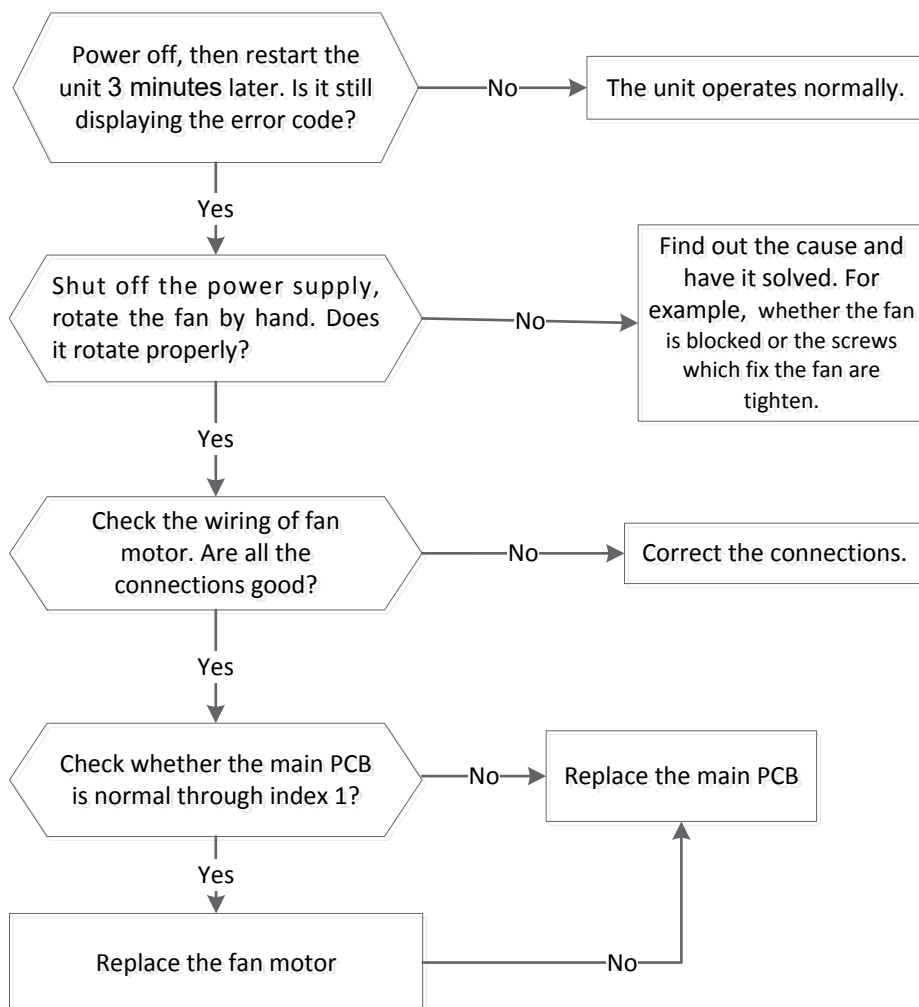 Power off, then restart the
unit 3 minutes later. Is it still
displaying the error code?
No
The unit operates normally.
Yes
Shut off the power supply,
rotate the fan by hand. Does
it rotate properly?
No
Find out the cause and
have it solved. For
example, whether the fan
is blocked or the screws
which fix the fan are
tighten.
Yes
Check the wiring of fan
motor. Are all the
connections good?
No
Correct the connections.
Yes
Check whether the main PCB
is normal through index 1?
No
Replace the main PCB
Yes
Replace the fan motor
No